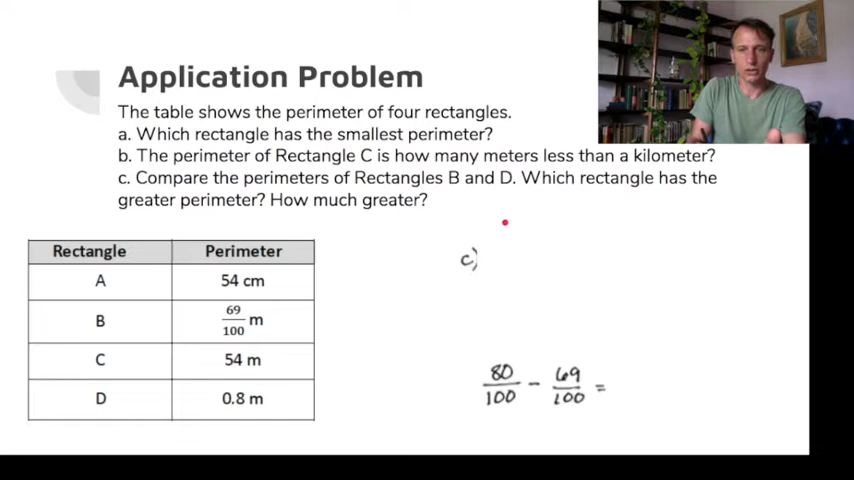 Application Problem
The table shows the perimeter of four rectangles.
a. Which rectangle has the smallest perimeter?
b. The perimeter of Rectangle C is how many meters less than a kilometer?
c. Compare the perimeters of Rectangles B and D. Which rectangle has the
greater perimeter? How much greater?
Rectangle Perimeter
A 54 cm
B 69/100 m
C 54 m
D 0.8 m
c)
80/100 - 69/100 =